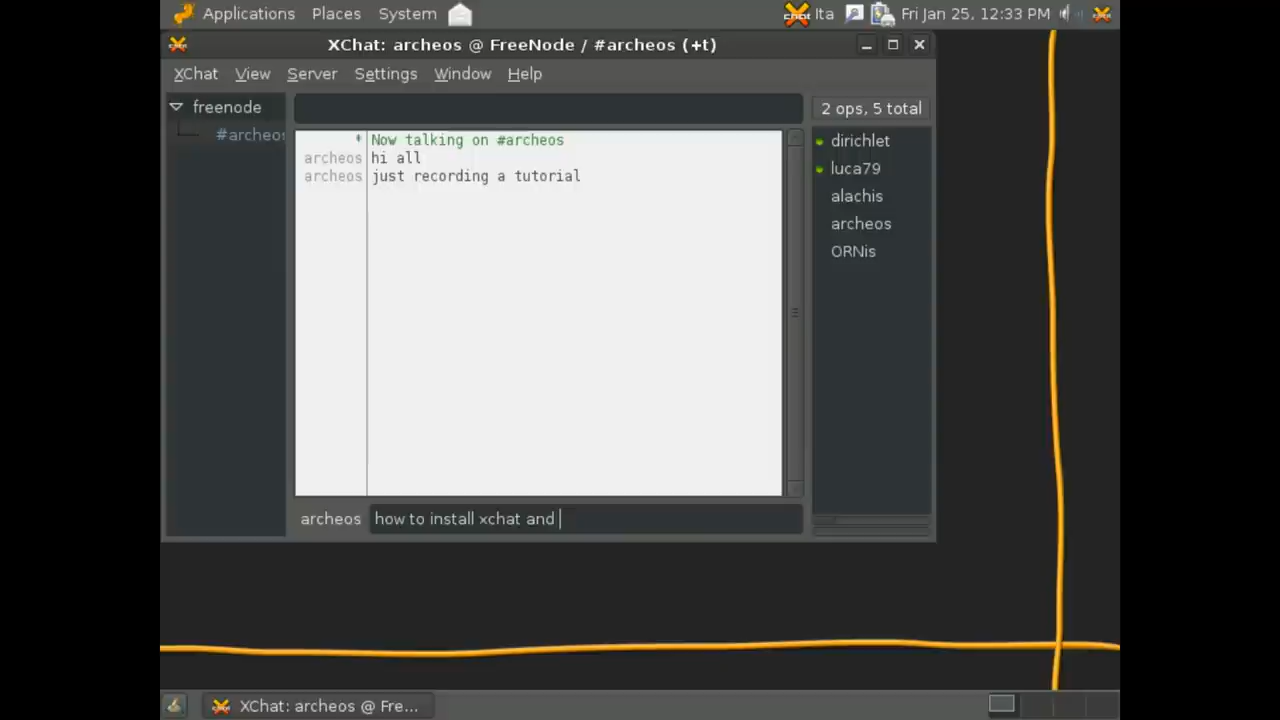 Applications Places System Ita Fri Jan 25, 12:33 PM
XChat: archeos @ FreeNode / #archeos (+t)
XChat View Server Settings Window Help
freenode
#archeos
2 ops, 5 total
* Now talking on #archeos
archeos hi all
archeos just recording a tutorial
dirichlet
luca79
alachis
archeos
ORNis
archeos how to install xchat and
XChat: archeos @ Fre...